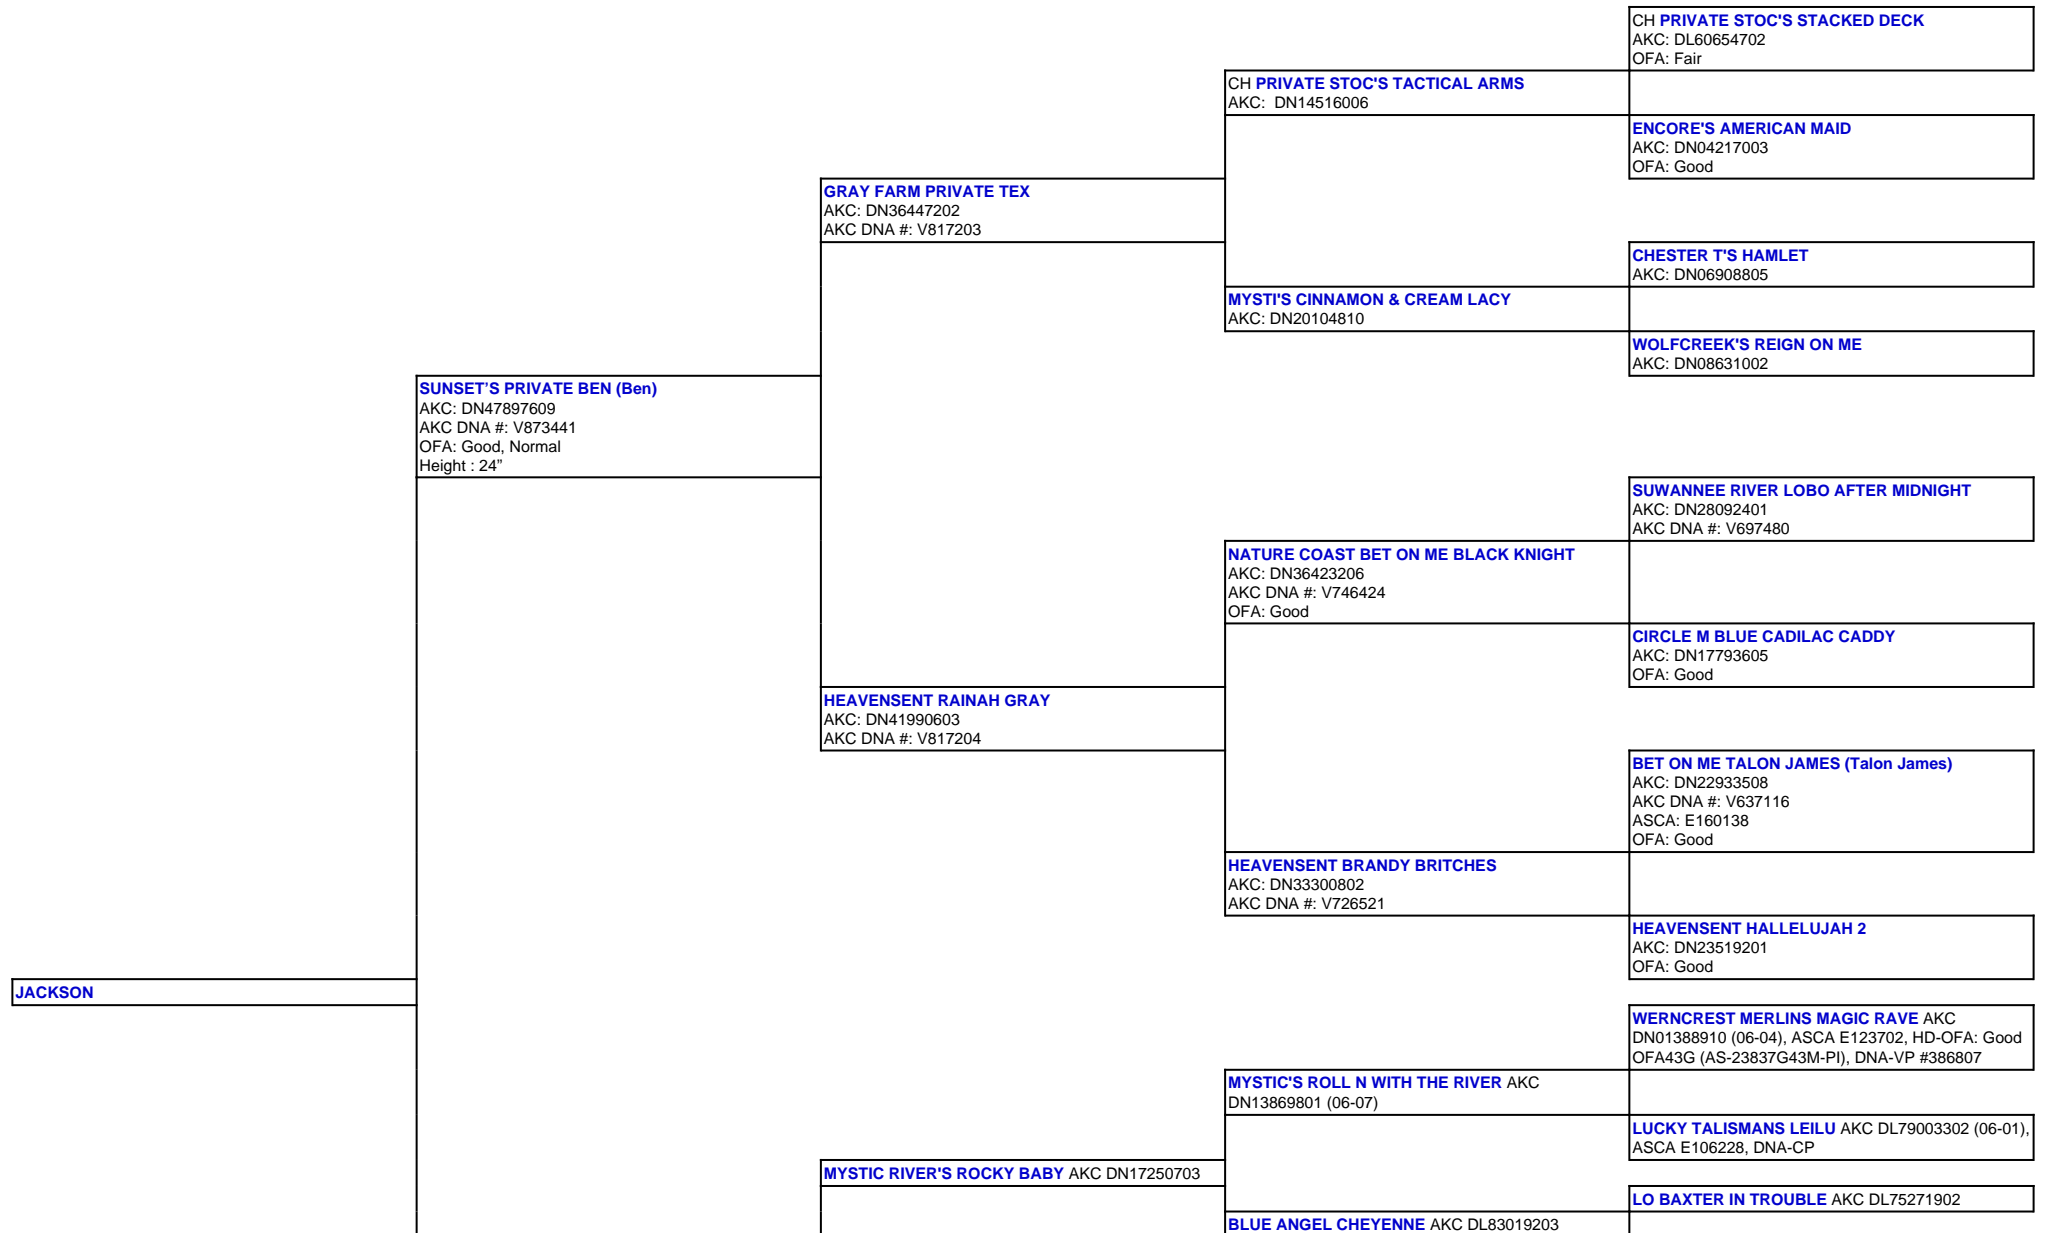 CH PRIVATE STOC'S STACKED DECK
AKC: DL60654702
OFA: Fair
CH PRIVATE STOC'S TACTICAL ARMS
AKC:  DN14516006
ENCORE'S AMERICAN MAID
AKC: DN04217003
OFA: Good
GRAY FARM PRIVATE TEX
AKC: DN36447202
AKC DNA #: V817203
CHESTER T'S HAMLET
AKC: DN06908805
MYSTI'S CINNAMON & CREAM LACY
AKC: DN20104810
WOLFCREEK'S REIGN ON ME
AKC: DN08631002
SUNSET’S PRIVATE BEN (Ben)
AKC: DN47897609
AKC DNA #: V873441
OFA: Good, Normal
Height : 24”
SUWANNEE RIVER LOBO AFTER MIDNIGHT
AKC: DN28092401
AKC DNA #: V697480
NATURE COAST BET ON ME BLACK KNIGHT
AKC: DN36423206
AKC DNA #: V746424
OFA: Good
CIRCLE M BLUE CADILAC CADDY
AKC: DN17793605
OFA: Good
HEAVENSENT RAINAH GRAY
AKC: DN41990603
AKC DNA #: V817204
BET ON ME TALON JAMES (Talon James)
AKC: DN22933508
AKC DNA #: V637116
ASCA: E160138
OFA: Good
HEAVENSENT BRANDY BRITCHES
AKC: DN33300802
AKC DNA #: V726521
HEAVENSENT HALLELUJAH 2
AKC: DN23519201
OFA: Good
JACKSON
WERNCREST MERLINS MAGIC RAVE AKC
DN01388910 (06-04), ASCA E123702, HD-OFA: Good
OFA43G (AS-23837G43M-PI), DNA-VP #386807
MYSTIC'S ROLL N WITH THE RIVER AKC
DN13869801 (06-07)
LUCKY TALISMANS LEILU AKC DL79003302 (06-01),
ASCA E106228, DNA-CP
MYSTIC RIVER'S ROCKY BABY AKC DN17250703
LO BAXTER IN TROUBLE AKC DL75271902
BLUE ANGEL CHEYENNE AKC DL83019203